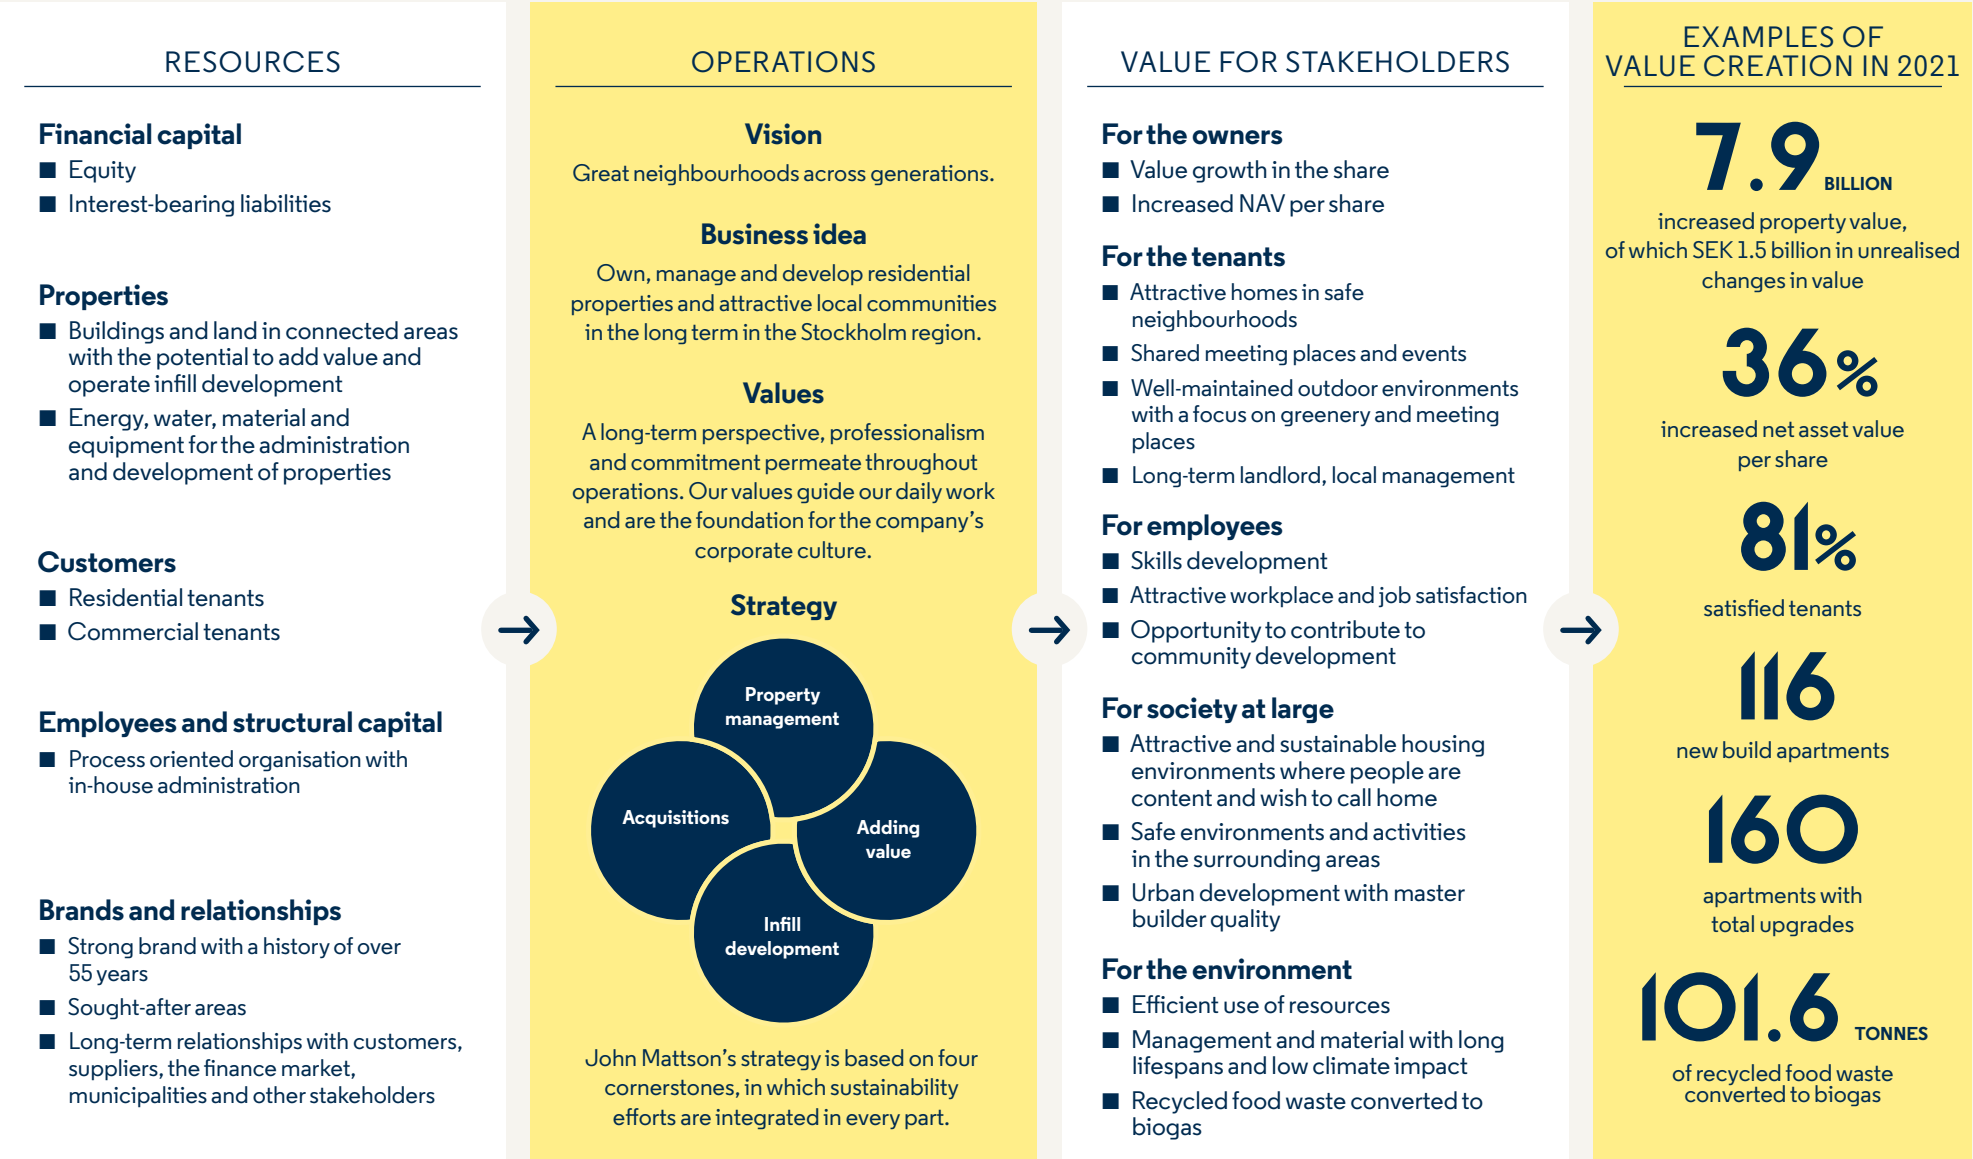 RESOURCES
Financial capital
■ Equity
■ Interest-bearing liabilities
Properties
■ Buildings and land in connected areas
with the potential to add value and
operate infill development
■ Energy, water, material and
equipment for the administration
and development of properties
Customers
■ Residential tenants
■ Commercial tenants
Employees and structural capital
■ Process oriented organisation with
in-house administration
Brands and relationships
■ Strong brand with a history of over
55 years
■ Sought-after areas
■ Long-term relationships with customers,
suppliers, the finance market,
municipalities and other stakeholders
OPERATIONS
Vision
Great neighbourhoods across generations.
Business idea
Own, manage and develop residential
properties and attractive local communities
in the long term in the Stockholm region.
Values
A long-term perspective, professionalism
and commitment permeate throughout
operations. Our values guide our daily work
and are the foundation for the company’s
corporate culture.
Strategy
Property
management
Acquisitions
Adding
value
Infill
development
John Mattson’s strategy is based on four
cornerstones, in which sustainability
efforts are integrated in every part.
VALUE FOR STAKEHOLDERS
For the owners
■ Value growth in the share
■ Increased NAV per share
For the tenants
■ Attractive homes in safe
neighbourhoods
■ Shared meeting places and events
■ Well-maintained outdoor environments
with a focus on greenery and meeting
places
■ Long-term landlord, local management
For employees
■ Skills development
■ Attractive workplace and job satisfaction
■ Opportunity to contribute to
community development
For society at large
■ Attractive and sustainable housing
environments where people are
content and wish to call home
■ Safe environments and activities
in the surrounding areas
■ Urban development with master
builder quality
For the environment
■ Efficient use of resources
■ Management and material with long
lifespans and low climate impact
■ Recycled food waste converted to
biogas
EXAMPLES OF
VALUE CREATION IN 2021
7.9 BILLION
increased property value,
of which SEK 1.5 billion in unrealised
changes in value
36%
increased net asset value
per share
81%
satisfied tenants
116
new build apartments
160
apartments with
total upgrades
101.6 TONNES
of recycled food waste
converted to biogas